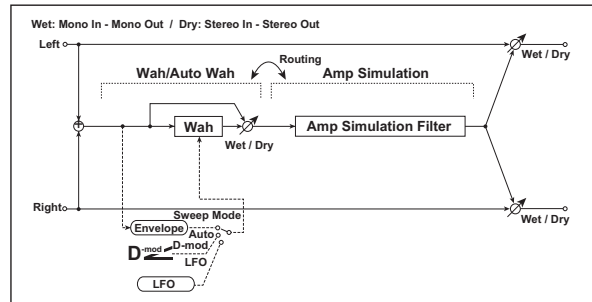 Wet: Mono In - Mono Out / Dry: Stereo In - Stereo Out
Left
Wet / Dry
Routing
Wah/Auto Wah
Amp Simulation
Wah
Wet / Dry
Amp Simulation Filter
Right
Wet / Dry
Sweep Mode
Envelope
Auto
D-mod
D-mod
LFO
LFO